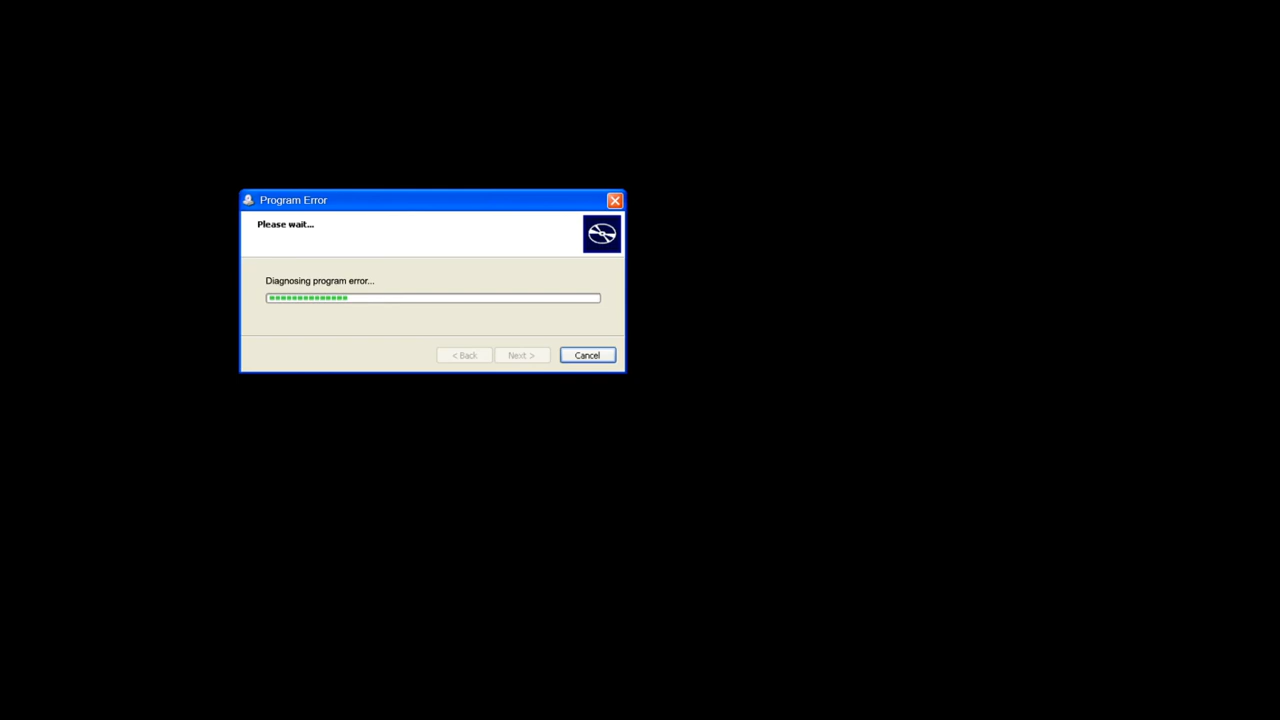 Program Error
Please wait...
Diagnosing program error...
< Back
Next >
Cancel